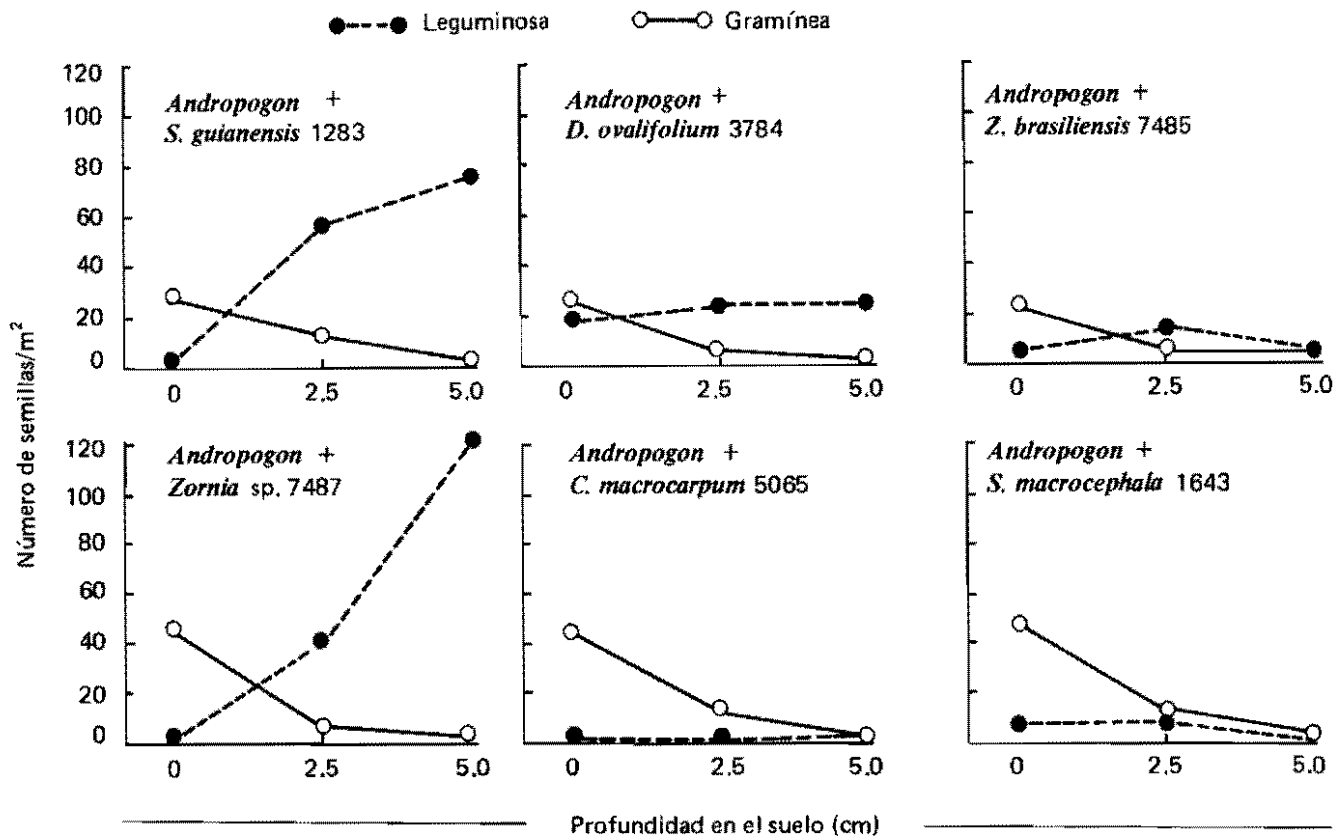 Leguminosa Gramínea
Número de semillas/m²
120
100
80
60
40
20
0
Andropogon +
S. guianensis 1283
0 2.5 5.0
Andropogon +
D. ovalifolium 3784
0 2.5 5.0
Andropogon +
Z. brasiliensis 7485
0 2.5 5.0
120
100
80
60
40
20
0
Andropogon +
Zornia sp. 7487
0 2.5 5.0
Andropogon +
C. macrocarpum 5065
0 2.5 5.0
Andropogon +
S. macrocephala 1643
0 2.5 5.0
Profundidad en el suelo (cm)